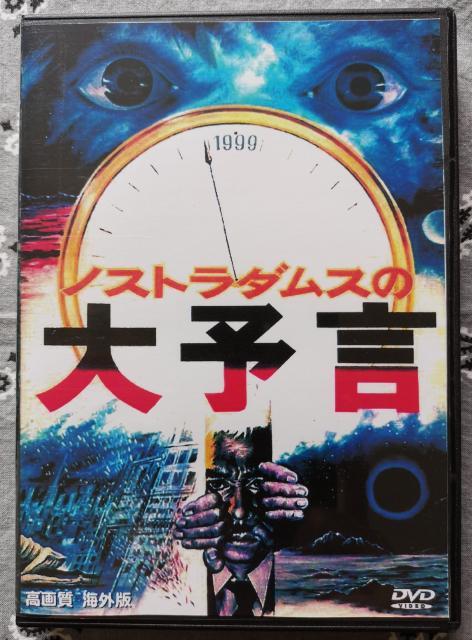 1999
ノストラダムスの
大予言
高画質 海外版
DVD
VIDEO